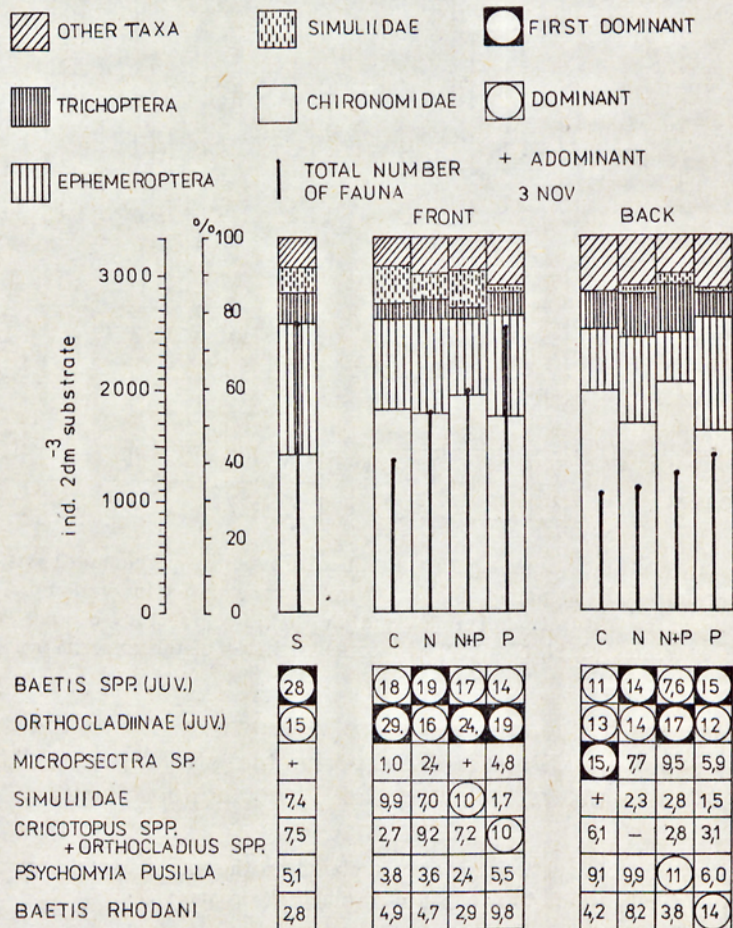 OTHER TAXA
SIMULIIDAE
FIRST DOMINANT
TRICHOPTERA
CHIRONOMIDAE
DOMINANT
EPHEMEROPTERA
TOTAL NUMBER
OF FAUNA
+ ADOMINANT
3 NOV
FRONT
BACK
%
100
3000
80
2000
60
40
1000
20
0 0
ind. 2dm-3 substrate
S C N N+P P C N N+P P
BAETIS SPP. (JUV.) 28 18 19 17 14 11 14 7,6 15
ORTHOCLADIINAE (JUV.) 15 29. 16 24, 19 13 14 17 12
MICROPSECTRA SP. + 1,0 2,4 + 4,8 15, 7,7 9,5 5,9
SIMULIIDAE 7,4 9,9 7,0 10 1,7 + 2,3 2,8 1,5
CRICOTOPUS SPP.
+ ORTHOCLADIUS SPP. 7,5 2,7 9,2 7,2 10 6,1 – 2,8 3,1
PSYCHOMYIA PUSILLA 5,1 3,8 3,6 2,4 5,5 9,1 9,9 11 6,0
BAETIS RHODANI 2,8 4,9 4,7 2,9 9,8 4,2 8,2 3,8 14